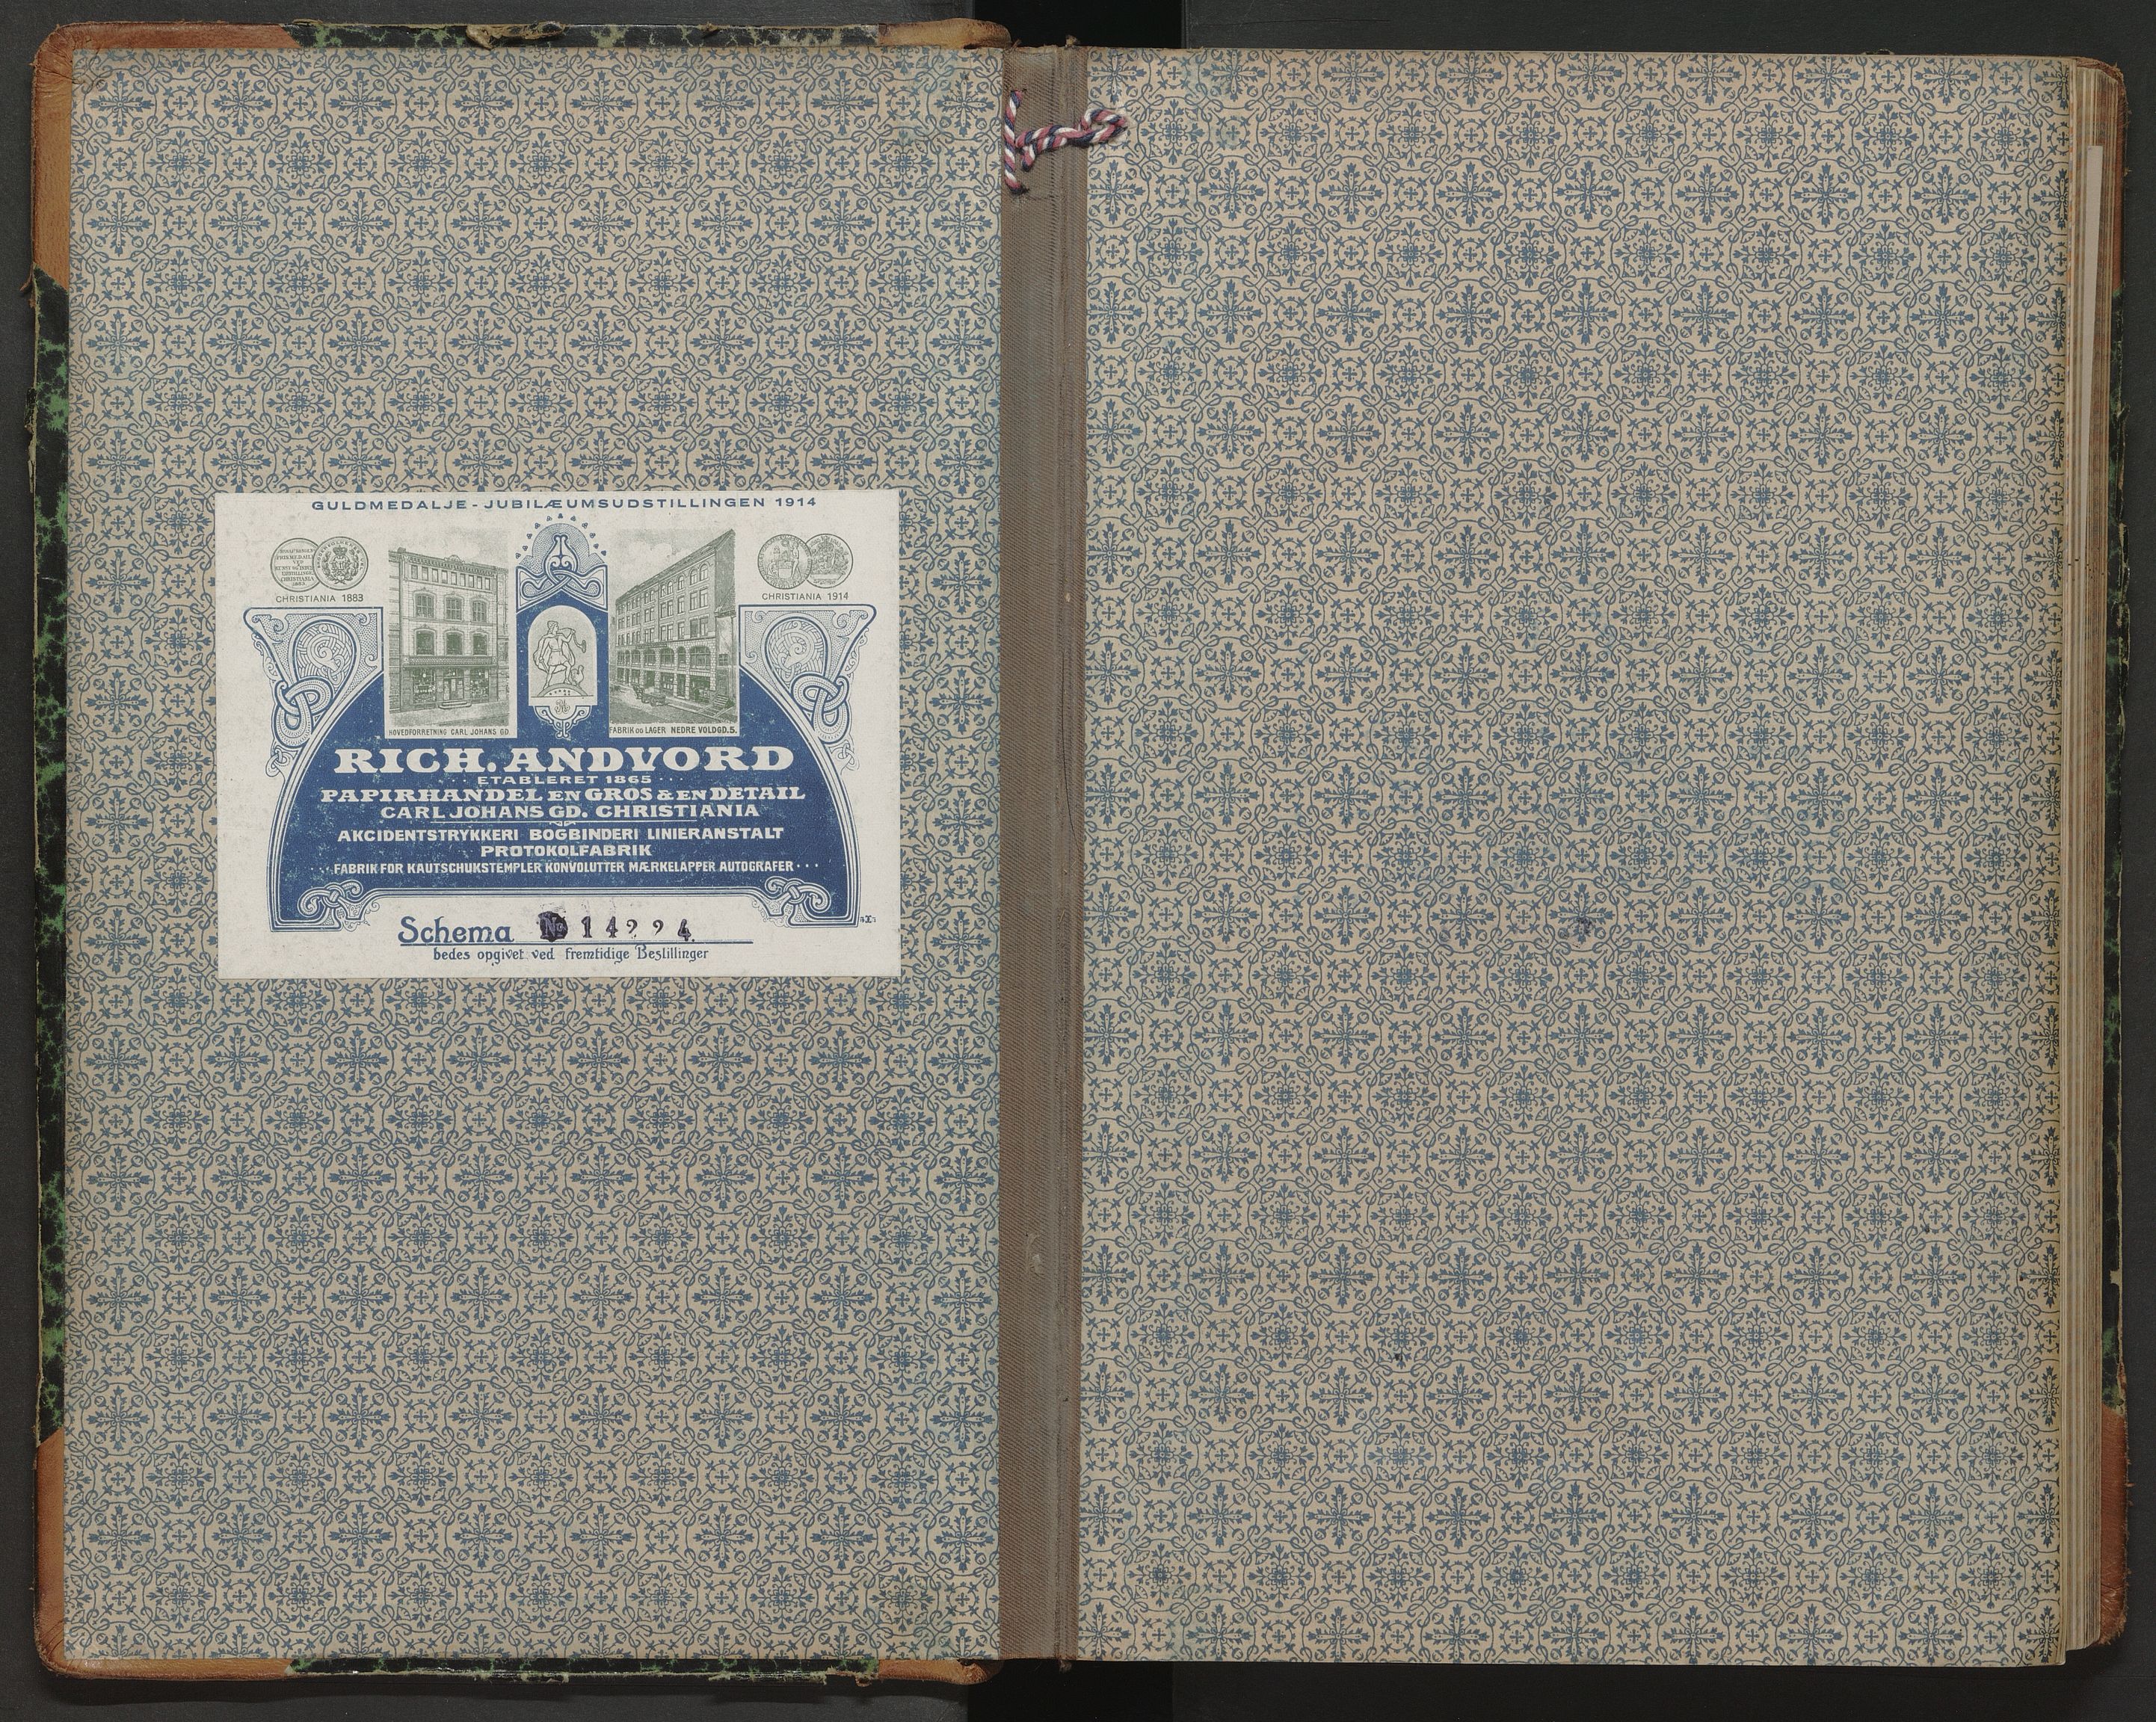 GULDMEDALJE - JUBILÆUMSUDSTILLINGEN 1914
CHRISTIANIA 1883
CHRISTIANIA 1914
HOVEDFORRETNING CARL JOHANS GD
FABRIK OG LAGER NEDRE VOLDGD. 5.
RICH. ANDVORD
ETABLERET 1865
PAPIRHANDEL EN GROS & EN DETAIL
CARL JOHANS GD. CHRISTIANIA
AKCIDENTSTRYKKERI BOGBINDERI LINIERANSTALT
PROTOKOLFABRIK
FABRIK FOR KAUTSCHUKSTEMPLER KONVOLUTTER MÆRKELAPPER AUTOGRAFER
Schema No
bedes opgivet ved fremtidige Bestillinger